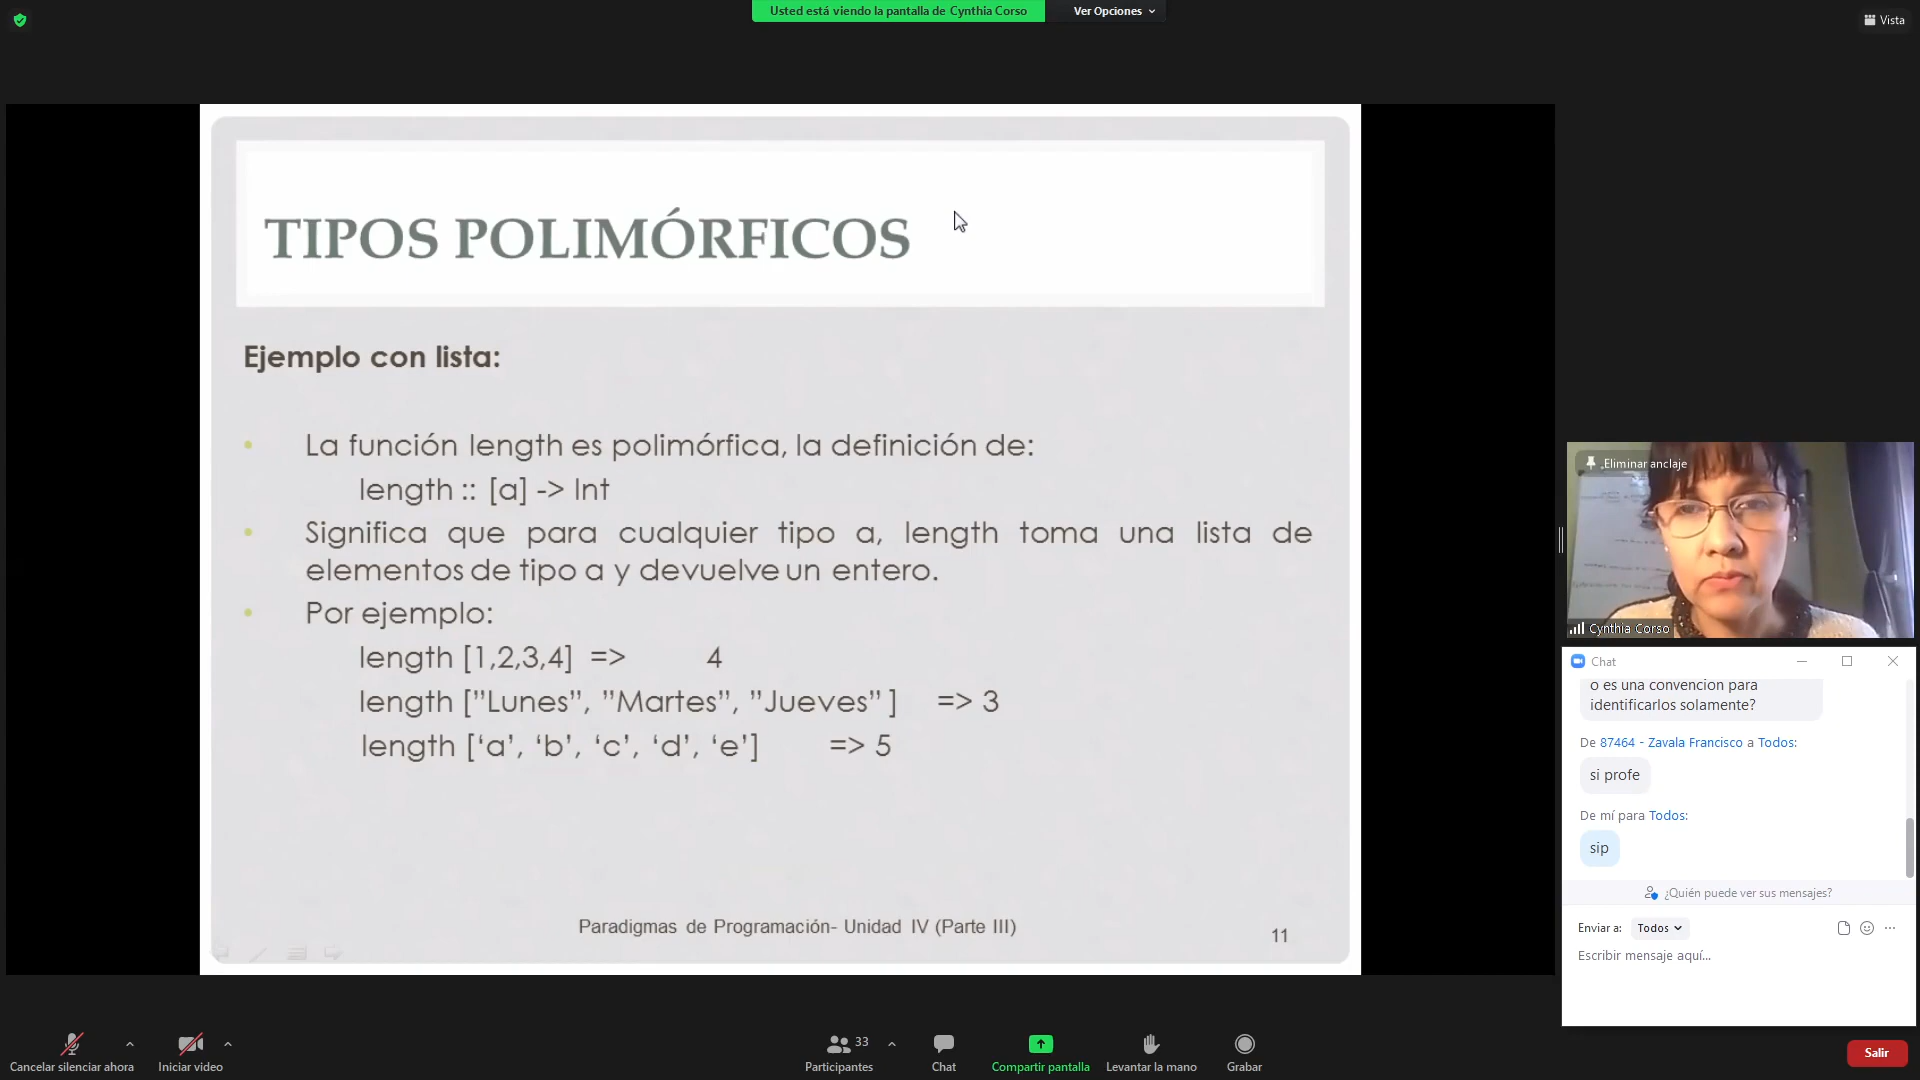 Usted está viendo la pantalla de Cynthia Corso
Ver Opciones
Vista
TIPOS POLIMÓRFICOS
Ejemplo con lista:
• La función length es polimórfica, la definición de:
length :: [a] -> Int
• Significa que para cualquier tipo a, length toma una lista de
elementos de tipo a y devuelve un entero.
• Por ejemplo:
length [1,2,3,4] => 4
length [”Lunes”, ”Martes”, ”Jueves” ] => 3
length [‘a’, ‘b’, ‘c’, ‘d’, ‘e’] => 5
Paradigmas de Programación- Unidad IV (Parte III)
11
Eliminar anclaje
Cynthia Corso
Chat
o es una convencion para
identificarlos solamente?
De 87464 - Zavala Francisco a Todos:
si profe
De mí para Todos:
sip
¿Quién puede ver sus mensajes?
Enviar a: Todos
Escribir mensaje aquí...
Cancelar silenciar ahora
Iniciar video
33
Participantes
Chat
Compartir pantalla
Levantar la mano
Grabar
Salir